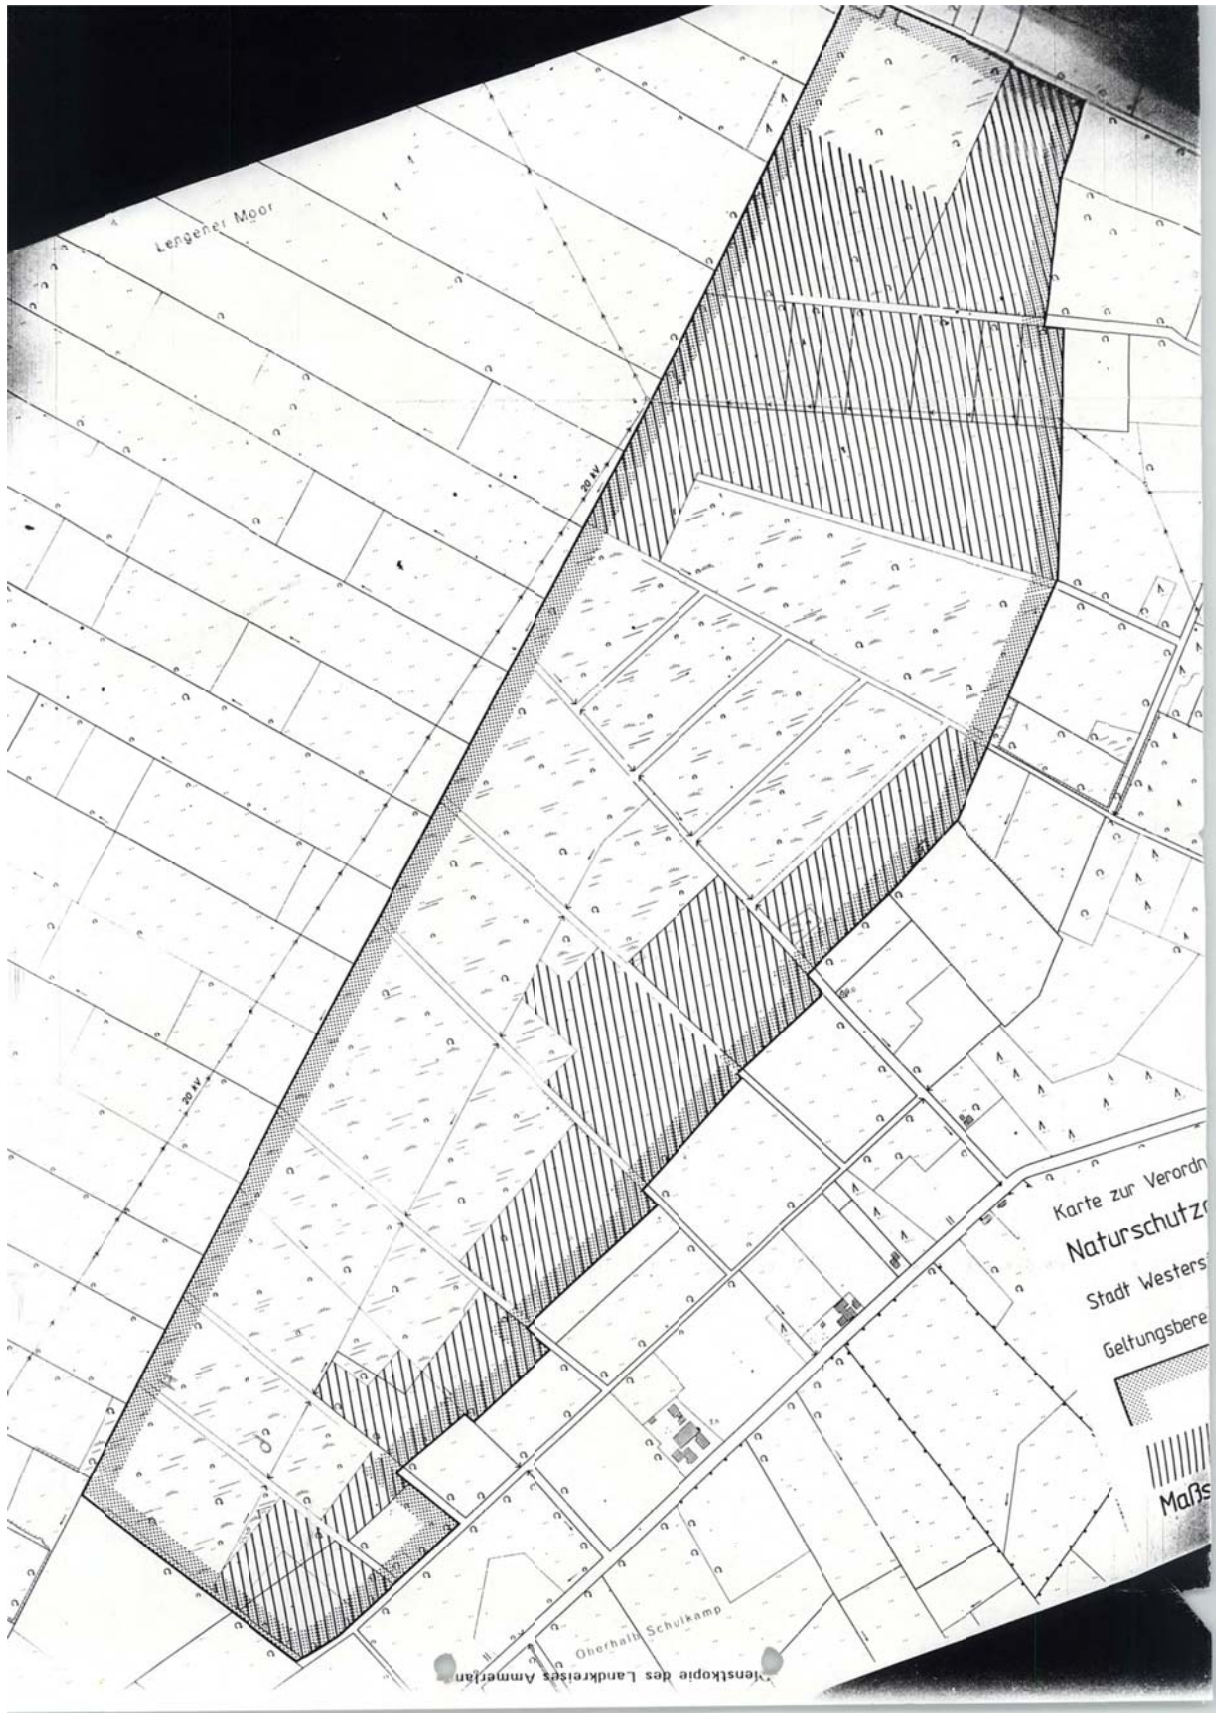 Lengener Moor
20 kV
20 kV
Karte zur Verordn
Naturschutz
Stadt Westers
Geltungsbere
Maßs
Oberhalb Schulkamp
ienstkopie des Landkreises Ammerlan